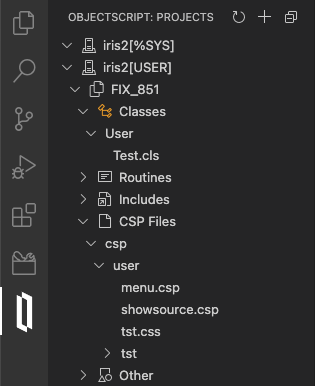 OBJECTSCRIPT: PROJECTS
iris2[%SYS]
iris2[USER]
FIX_851
Classes
User
Test.cls
Routines
Includes
CSP Files
csp
user
menu.csp
showsource.csp
tst.css
tst
Other